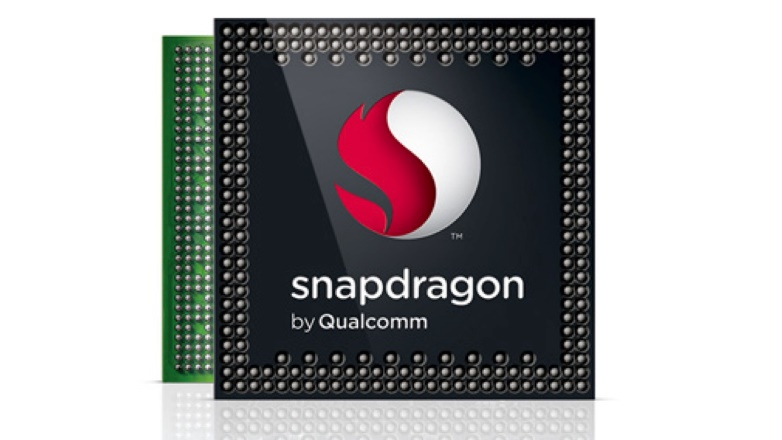 ™
snapdragon
by Qualcomm